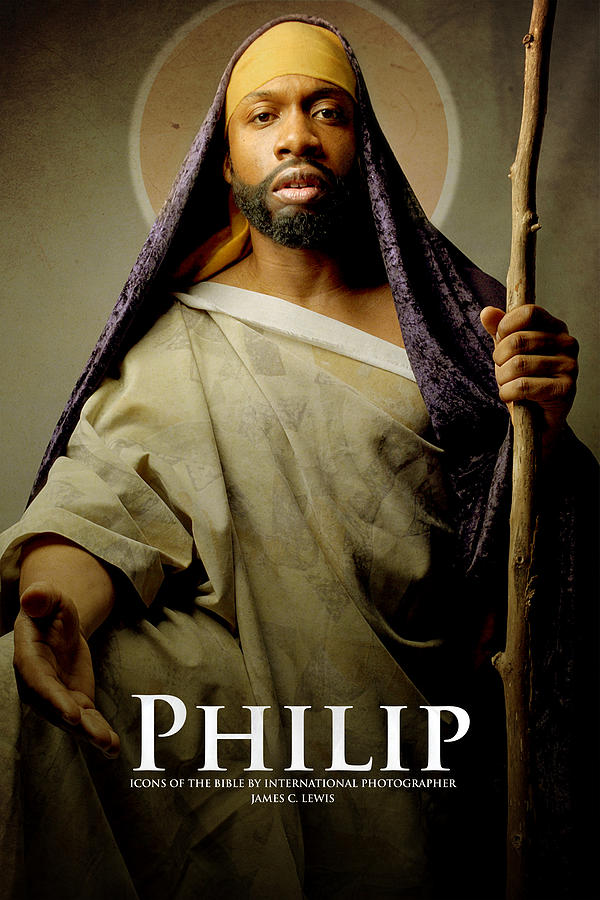 PHILIP
ICONS OF THE BIBLE BY INTERNATIONAL PHOTOGRAPHER
JAMES C. LEWIS